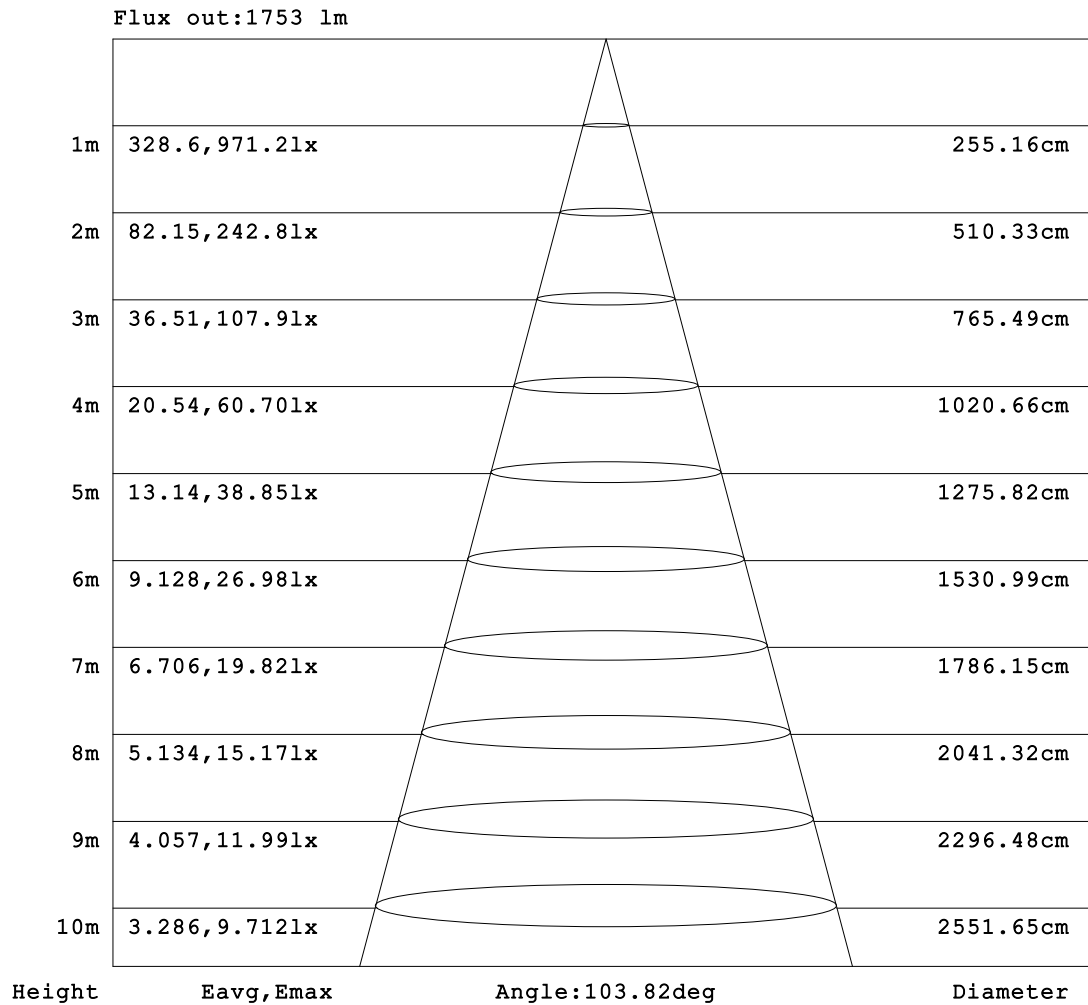 Flux out:1753 lm
1m 328.6,971.2lx 255.16cm
2m 82.15,242.8lx 510.33cm
3m 36.51,107.9lx 765.49cm
4m 20.54,60.70lx 1020.66cm
5m 13.14,38.85lx 1275.82cm
6m 9.128,26.98lx 1530.99cm
7m 6.706,19.82lx 1786.15cm
8m 5.134,15.17lx 2041.32cm
9m 4.057,11.99lx 2296.48cm
10m 3.286,9.712lx 2551.65cm
Height Eavg,Emax Angle:103.82deg Diameter